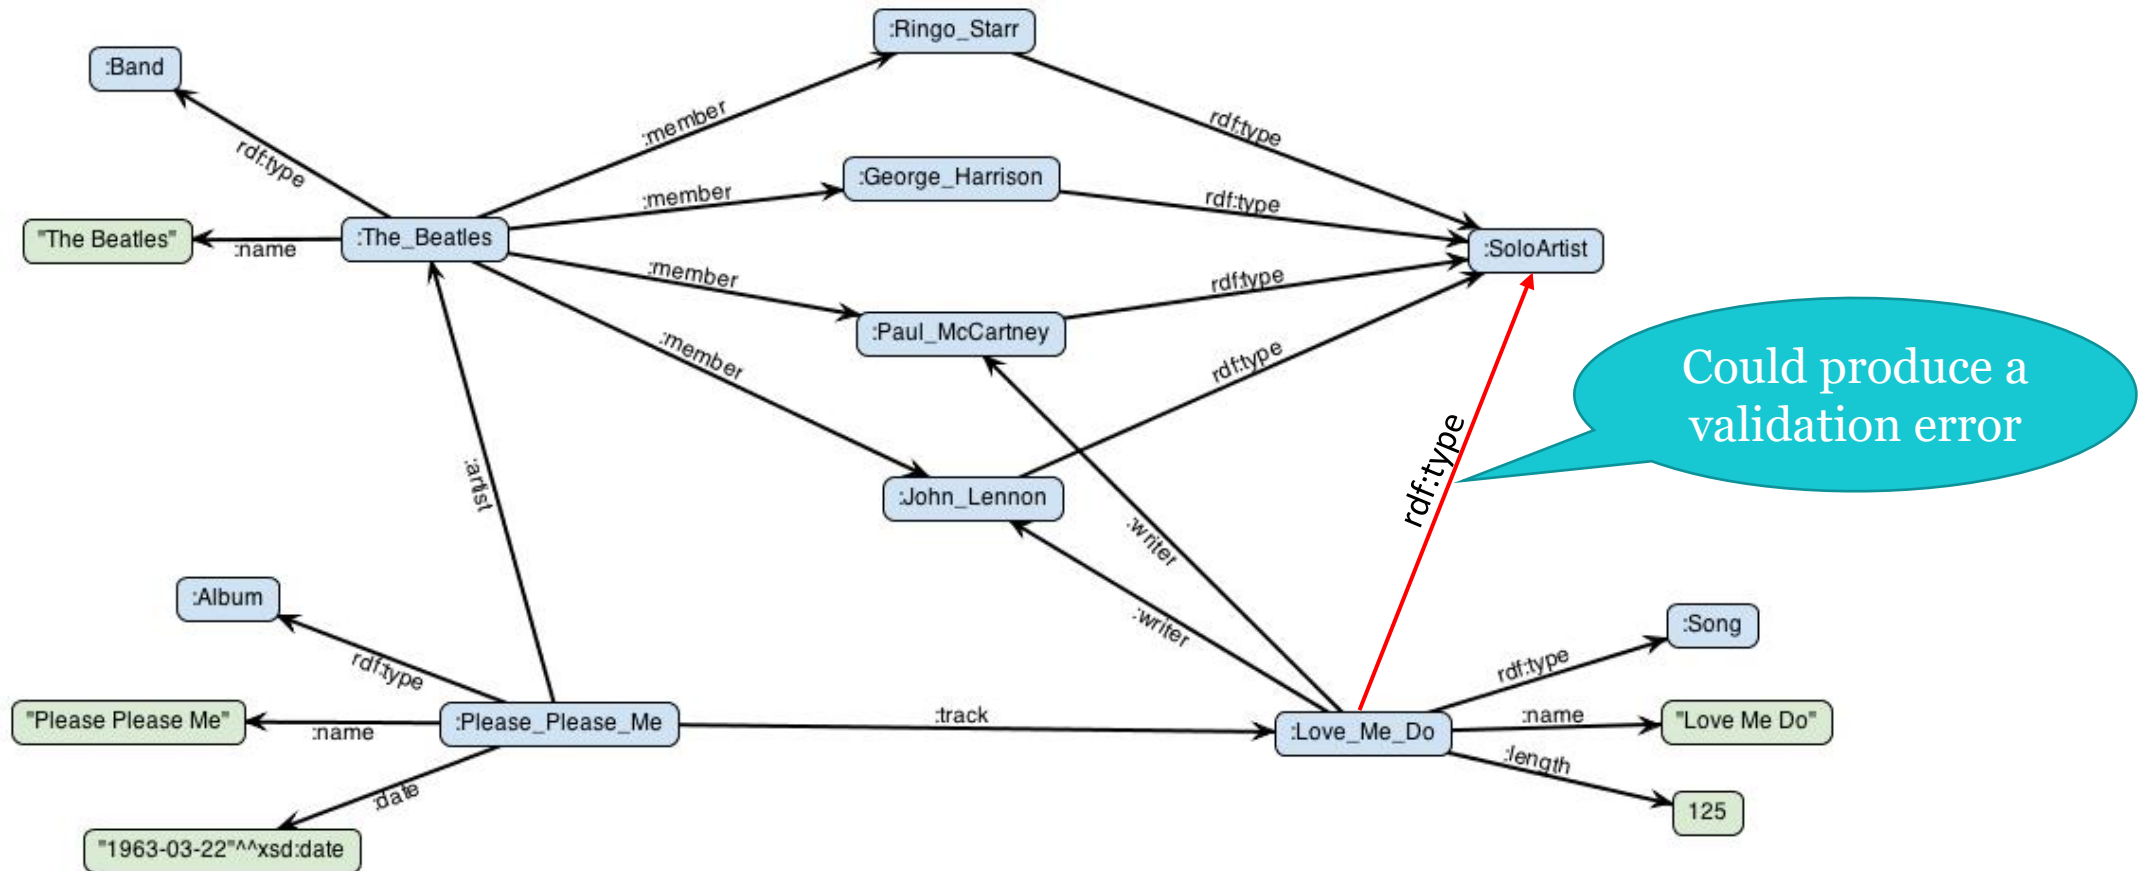 :Ringo_Starr
:Band
:member
rdf:type
rdf:type
:George_Harrison
:member
rdf:type
"The Beatles"
:name
:The_Beatles
:SoloArtist
:member
rdf:type
:Paul_McCartney
:member
rdf:type
Could produce a
validation error
rdf:type
:artist
:John_Lennon
:writer
:writer
:Album
:Song
rdf:type
rdf:type
"Please Please Me"
:name
:Please_Please_Me
:track
:Love_Me_Do
:name
"Love Me Do"
:length
:date
125
"1963-03-22"^^xsd:date